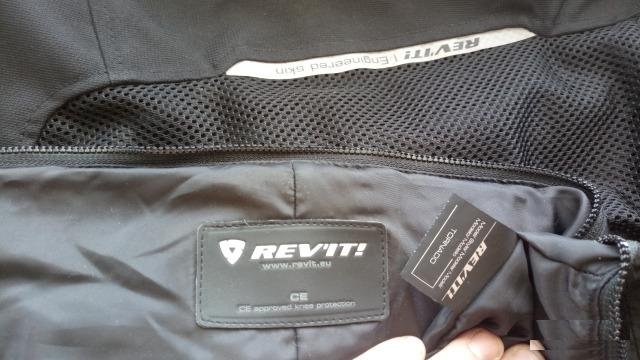 REV'IT! | Engineered skin
REV'IT!
www.revit.eu
CE
CE approved knee protection
REV'IT!
TORNADO